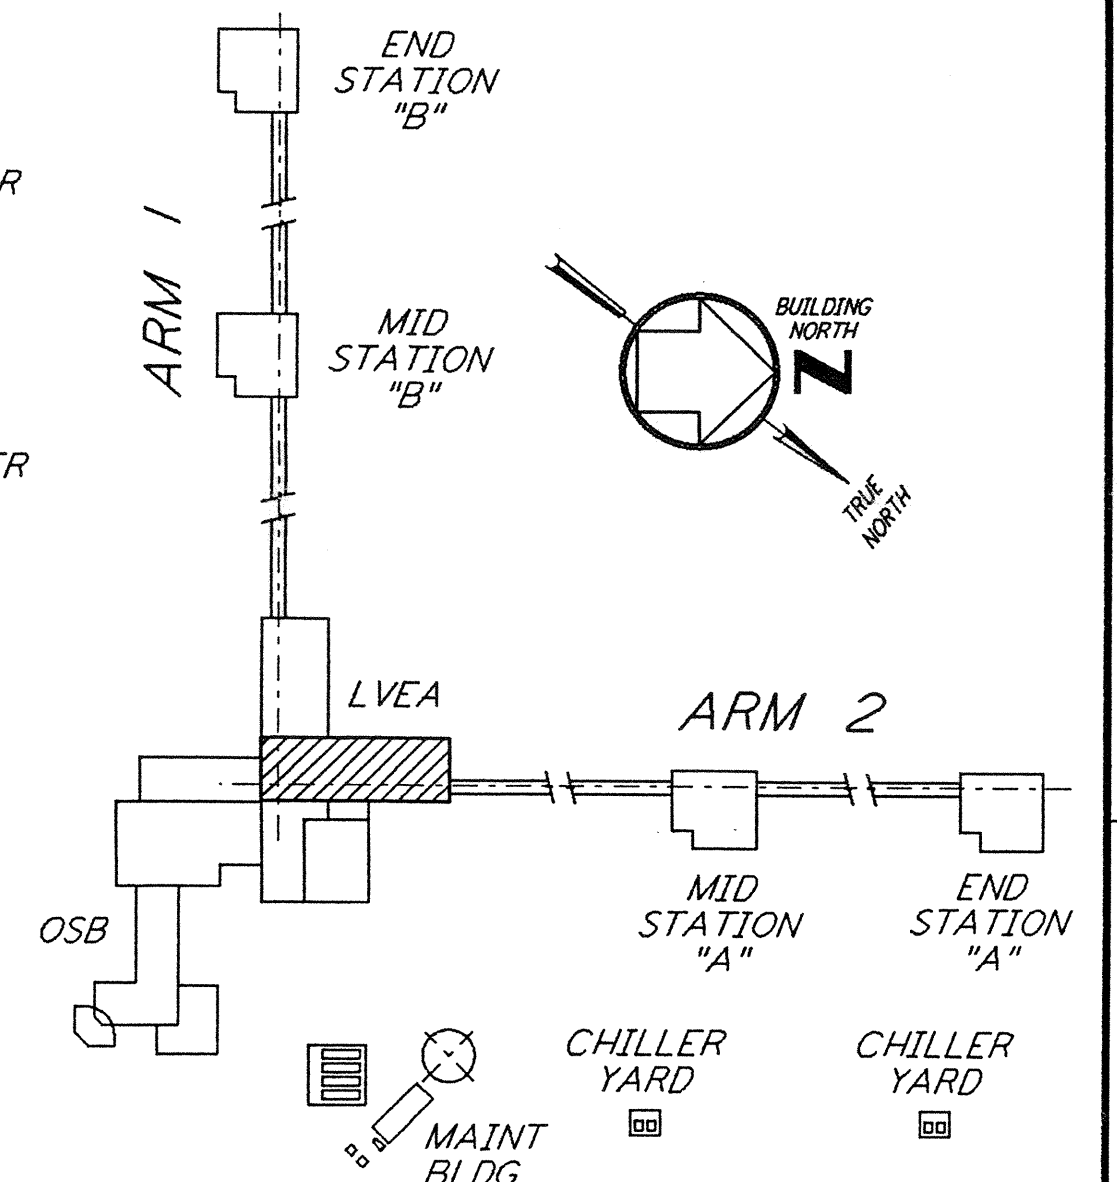 END
STATION
"B"
R
ARM 1
MID
STATION
"B"
BUILDING
NORTH
N
TR
TRUE
NORTH
LVEA
ARM 2
MID
STATION
"A"
END
STATION
"A"
OSB
CHILLER
YARD
CHILLER
YARD
MAINT
BLDG